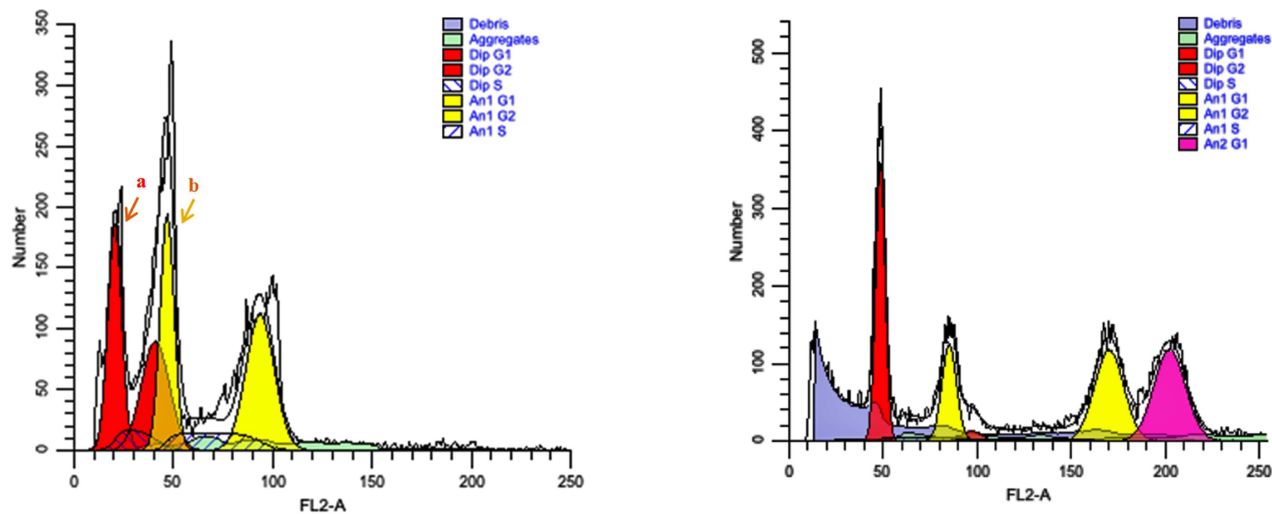 350
300
250
200
150
100
50
0
Number
0
50
100
150
200
250
FL2-A
a
b
Debris
Aggregates
Dip G1
Dip G2
Dip S
An1 G1
An1 G2
An1 S
500
400
300
200
100
0
Number
0
50
100
150
200
250
FL2-A
Debris
Aggregates
Dip G1
Dip G2
Dip S
An1 G1
An1 G2
An1 S
An2 G1